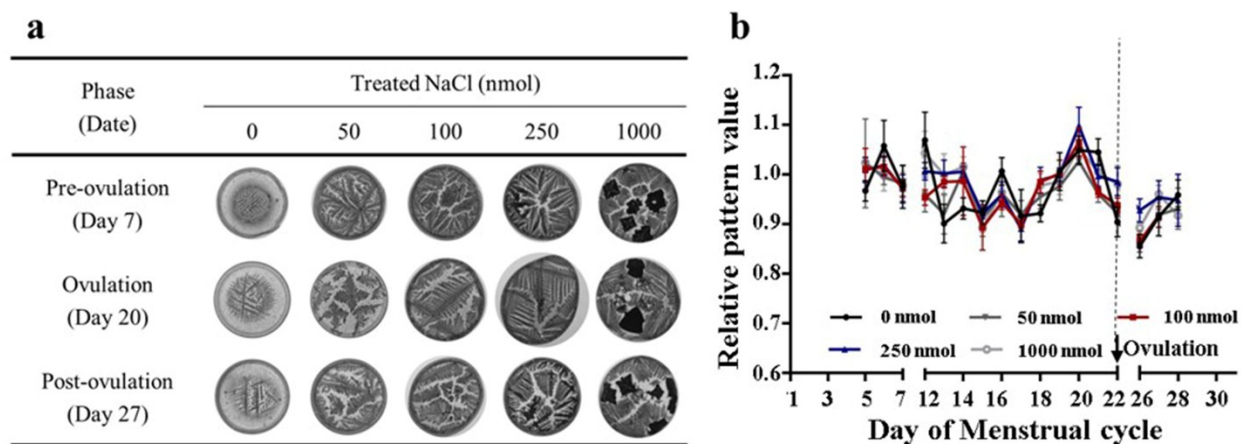 a
Phase
(Date)
Treated NaCl (nmol)
0 50 100 250 1000
Pre-ovulation
(Day 7)
Ovulation
(Day 20)
Post-ovulation
(Day 27)
b
Relative pattern value
1.2
1.1
1.0
0.9
0.8
0.7
0.6
0 nmol 50 nmol 100 nmol
250 nmol 1000 nmol Ovulation
1 3 5 7 12 14 16 18 20 22 26 28 30
Day of Menstrual cycle